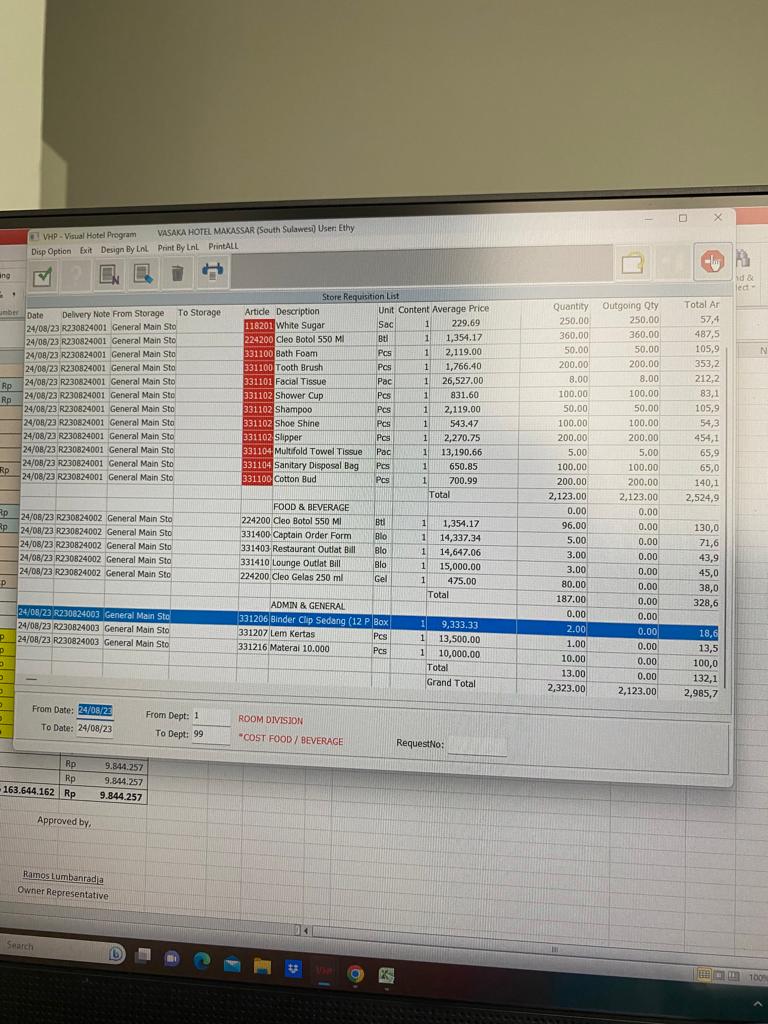 VHP - Visual Hotel Program VASAKA HOTEL MAKASSAR (South Sulawesi) User: Ethy
Disp Option Exit Design By LnL Print By LnL PrintALL
Store Requisition List
Date Delivery Note From Storage To Storage Article Description Unit Content Average Price Quantity Outgoing Qty Total Ar
24/08/23 R230824001 General Main Sto 118201 White Sugar Sac 1 229.69 250.00 250.00 57,4
24/08/23 R230824001 General Main Sto 224200 Cleo Botol 550 Ml Btl 1 1,354.17 360.00 360.00 487,5
24/08/23 R230824001 General Main Sto 331100 Bath Foam Pcs 1 2,119.00 50.00 50.00 105,9
24/08/23 R230824001 General Main Sto 331100 Tooth Brush Pcs 1 1,766.40 200.00 200.00 353,2
24/08/23 R230824001 General Main Sto 331101 Facial Tissue Pac 1 26,527.00 8.00 8.00 212,2
24/08/23 R230824001 General Main Sto 331102 Shower Cup Pcs 1 831.60 100.00 100.00 83,1
24/08/23 R230824001 General Main Sto 331102 Shampoo Pcs 1 2,119.00 50.00 50.00 105,9
24/08/23 R230824001 General Main Sto 331102 Shoe Shine Pcs 1 543.47 100.00 100.00 54,3
24/08/23 R230824001 General Main Sto 331102 Slipper Pcs 1 2,270.75 200.00 200.00 454,1
24/08/23 R230824001 General Main Sto 331104 Multifold Towel Tissue Pac 1 13,190.66 5.00 5.00 65,9
24/08/23 R230824001 General Main Sto 331104 Sanitary Disposal Bag Pcs 1 650.85 100.00 100.00 65,0
24/08/23 R230824001 General Main Sto 331100 Cotton Bud Pcs 1 700.99 200.00 200.00 140,1
Total 2,123.00 2,123.00 2,524,9
FOOD & BEVERAGE 0.00 0.00
24/08/23 R230824002 General Main Sto 224200 Cleo Botol 550 Ml Btl 1 1,354.17 96.00 0.00 130,0
24/08/23 R230824002 General Main Sto 331400 Captain Order Form Blo 1 14,337.34 5.00 0.00 71,6
24/08/23 R230824002 General Main Sto 331403 Restaurant Outlat Bill Blo 1 14,647.06 3.00 0.00 43,9
24/08/23 R230824002 General Main Sto 331410 Lounge Outlat Bill Blo 1 15,000.00 3.00 0.00 45,0
24/08/23 R230824002 General Main Sto 224200 Cleo Gelas 250 ml Gel 1 475.00 80.00 0.00 38,0
Total 187.00 0.00 328,6
ADMIN & GENERAL 0.00 0.00
24/08/23 R230824003 General Main Sto 331206 Binder Clip Sedang (12 P Box 1 9,333.33 2.00 0.00 18,6
24/08/23 R230824003 General Main Sto 331207 Lem Kertas Pcs 1 13,500.00 1.00 0.00 13,5
24/08/23 R230824003 General Main Sto 331216 Materai 10.000 Pcs 1 10,000.00 10.00 0.00 100,0
Total 13.00 0.00 132,1
Grand Total 2,323.00 2,123.00 2,985,7
From Date: 24/08/23 From Dept: 1 ROOM DIVISION
To Date: 24/08/23 To Dept: 99 *COST FOOD / BEVERAGE RequestNo:
Rp 9.844.257
Rp 9.844.257
163.644.162 Rp 9.844.257
Approved by,
Ramos Lumbanradja
Owner Representative
Search
VHP
100%
Rp
Rp
Rp